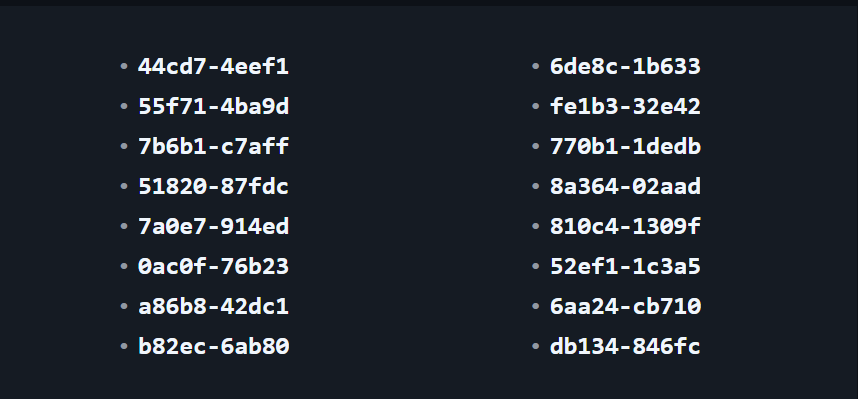 44cd7-4eef1
55f71-4ba9d
7b6b1-c7aff
51820-87fdc
7a0e7-914ed
0ac0f-76b23
a86b8-42dc1
b82ec-6ab80
6de8c-1b633
fe1b3-32e42
770b1-1dedb
8a364-02aad
810c4-1309f
52ef1-1c3a5
6aa24-cb710
db134-846fc